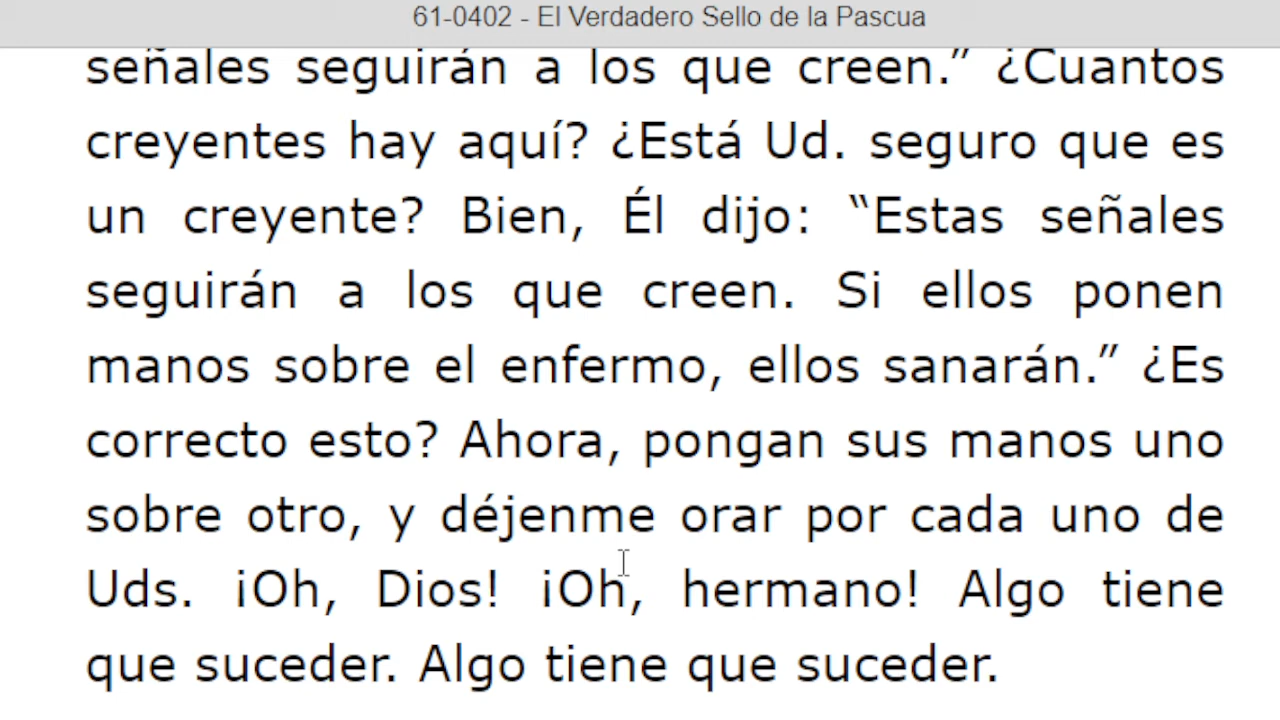 61-0402 - El Verdadero Sello de la Pascua
señales seguirán a los que creen.” ¿Cuantos
creyentes hay aquí? ¿Está Ud. seguro que es
un creyente? Bien, Él dijo: “Estas señales
seguirán a los que creen. Si ellos ponen
manos sobre el enfermo, ellos sanarán.” ¿Es
correcto esto? Ahora, pongan sus manos uno
sobre otro, y déjenme orar por cada uno de
Uds. ¡Oh, Dios! ¡Oh, hermano! Algo tiene
que suceder. Algo tiene que suceder.